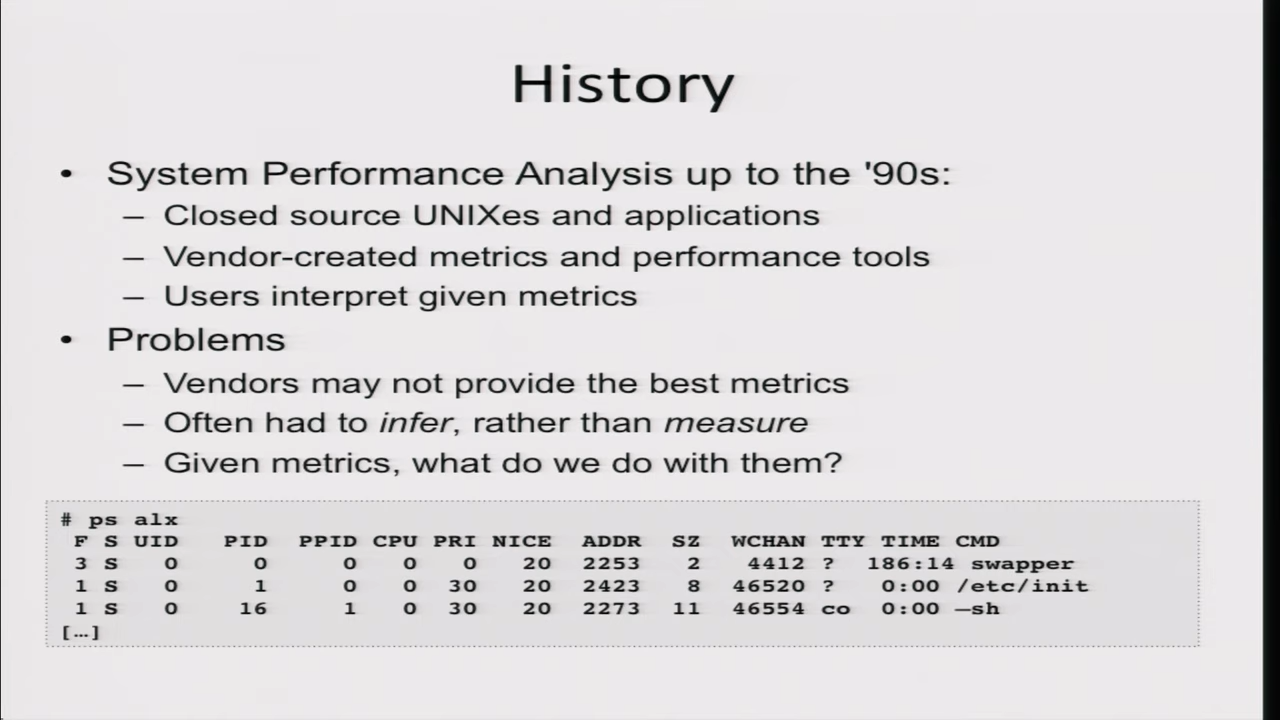 History
• System Performance Analysis up to the '90s:
– Closed source UNIXes and applications
– Vendor-created metrics and performance tools
– Users interpret given metrics
• Problems
– Vendors may not provide the best metrics
– Often had to infer, rather than measure
– Given metrics, what do we do with them?
# ps alx
F S UID PID PPID CPU PRI NICE ADDR SZ WCHAN TTY TIME CMD
3 S 0 0 0 0 0 20 2253 2 4412 ? 186:14 swapper
1 S 0 1 0 0 30 20 2423 8 46520 ? 0:00 /etc/init
1 S 0 16 1 0 30 20 2273 11 46554 co 0:00 –sh
[…]